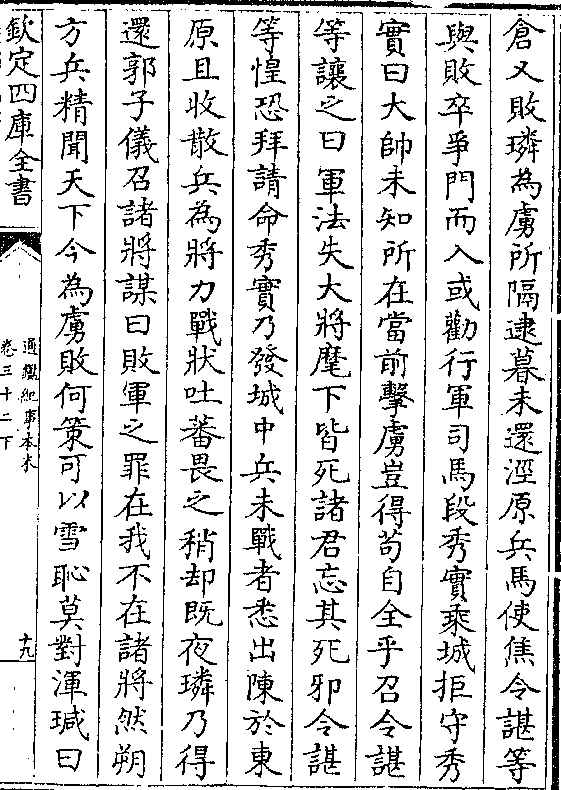 倉又敗璘為虜所隔逮暮未還涇原兵馬使焦令諶等
與敗卒爭門而入或勸行軍司馬段秀實乘城拒守秀
實曰大帥未知所在當前擊虜豈得茍自全乎召令諶
等讓之曰軍法失大將麾下皆死諸君忘其死邪令諶
等惶恐拜請命秀實乃發城中兵未戰者悉出陳於東
原且收散兵為將力戰狀吐蕃畏之稍却既夜璘乃得
還郭子儀召諸將謀曰敗軍之罪在我不在諸將然朔
方兵精聞天下今為虜敗何策可以雪恥莫對渾瑊曰
欽定四庫全書
通鑑紀事本末
卷三十二下
十九